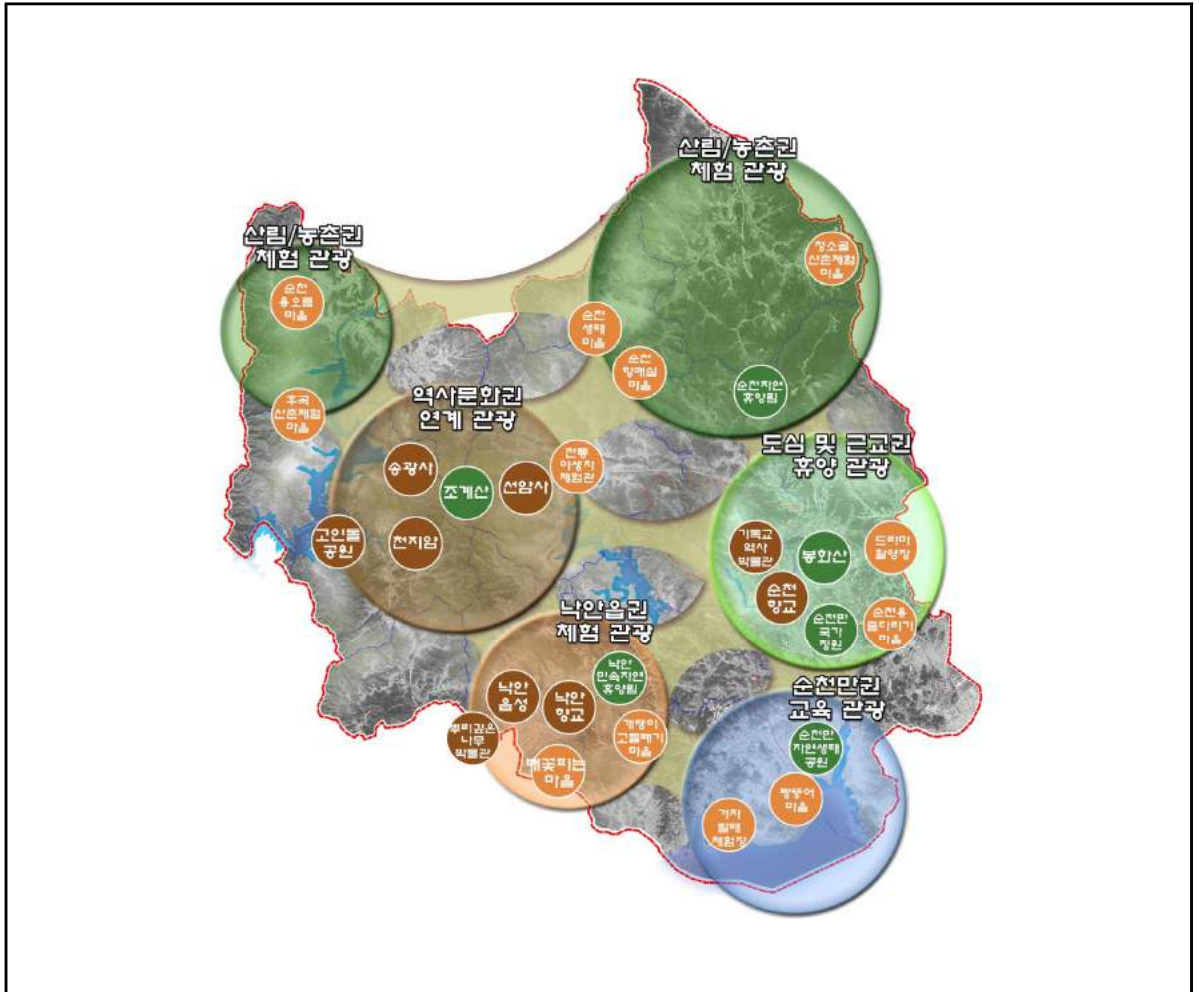 산림/농촌권
체험 관광
청소골
산촌체험
마을
순천
생태
마을
순천
향매실
마을
순천자연
휴양림
산림/농촌권
체험 관광
순천
용오름
마을
후곡
산촌체험
마을
역사문화권
연계 관광
송광사
조계산
선암사
전통
야생차
체험관
고인돌
공원
천지암
도심 및 근교권
휴양 관광
기독교
역사
박물관
봉화산
드라마
촬영장
순천
향교
순천만
국가
정원
순천용
줄다리기
마을
낙안읍권
체험 관광
낙안
민속자연
휴양림
낙안
읍성
낙안
향교
개랭이
고들빼기
마을
뿌리깊은
나무
박물관
배꽃피는
마을
순천만권
교육 관광
순천만
자연생태
공원
짱뚱어
마을
거차
뻘배
체험장